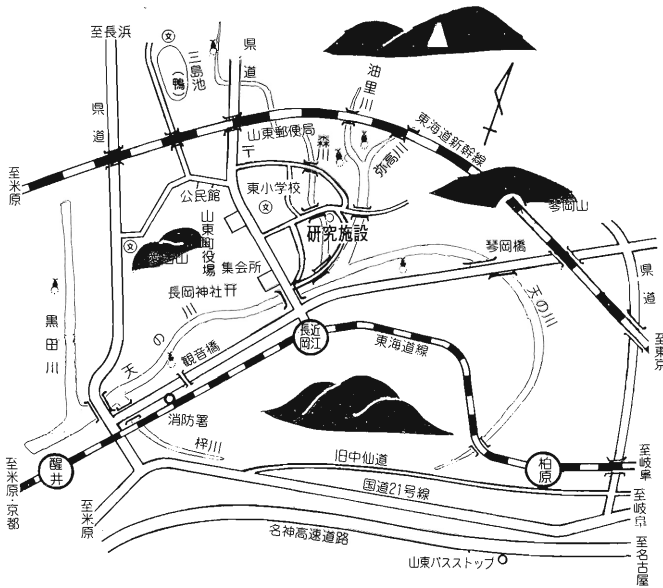 至長浜
文
三島池
(鴨)
県道
油里川
県道
山東郵便局
〒
森川
弥高川
東海道新幹線
至米原
公民館
東小学校
文
琴岡山
山東町役場
研究施設
琴岡橋
文
集会所
長岡神社
県道
黒田川
天の川
天の川
観音橋
近江長岡
東海道線
至東京
消防署
梓川
旧中仙道
柏原
至岐阜
醒井
国道21号線
至米原・京都
至米原
至岐阜
名神高速道路
山東バスストップ
至名古屋